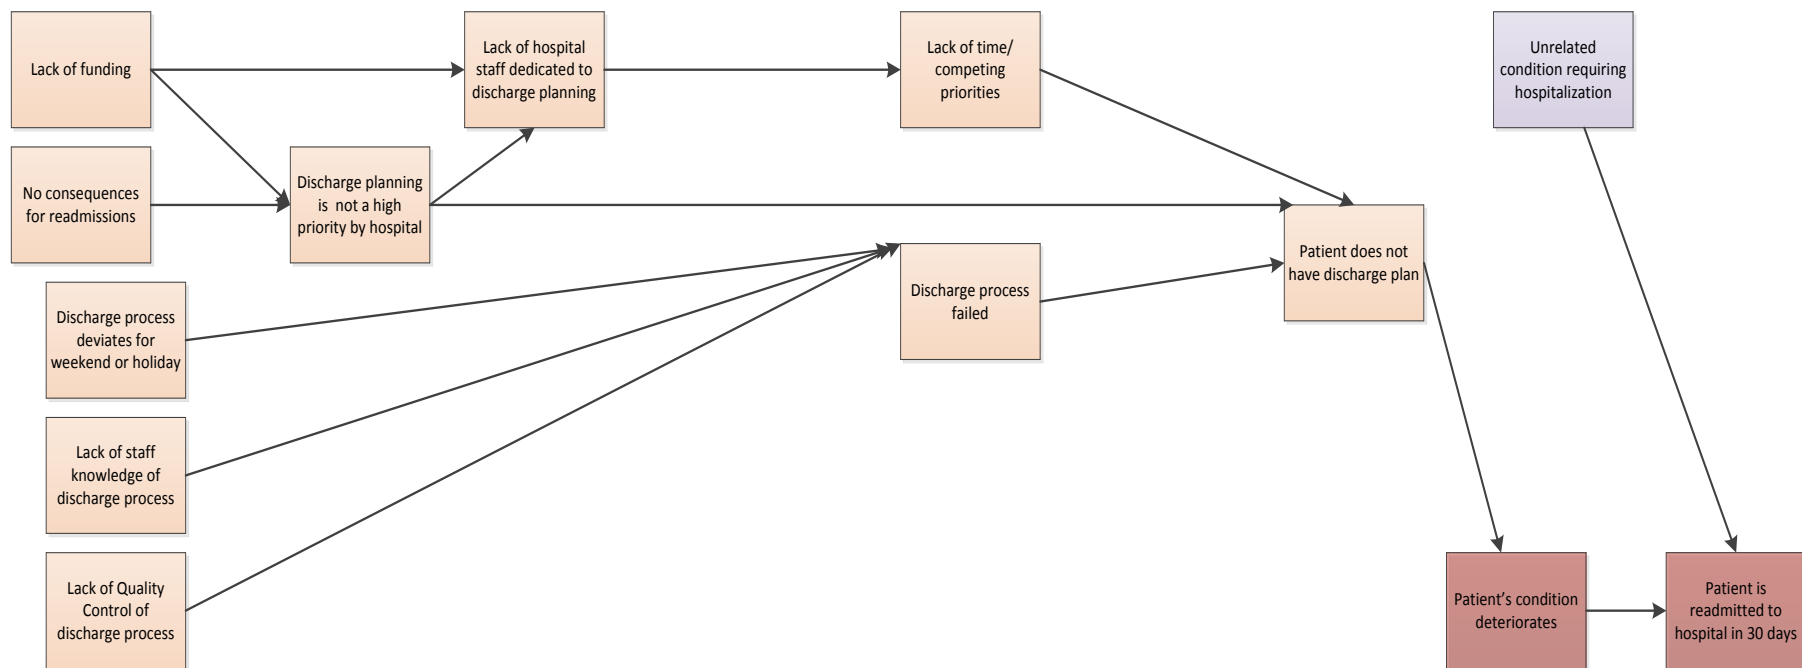 Lack of funding
Lack of hospital
staff dedicated to
discharge planning
Lack of time/
competing
priorities
Unrelated
condition requiring
hospitalization
No consequences
for readmissions
Discharge planning
is  not a high
priority by hospital
Patient does not
have discharge plan
Discharge process
failed
Discharge process
deviates for
weekend or holiday
Lack of staff
knowledge of
discharge process
Lack of Quality
Control of
discharge process
Patient’s condition
deteriorates
Patient is
readmitted to
hospital in 30 days